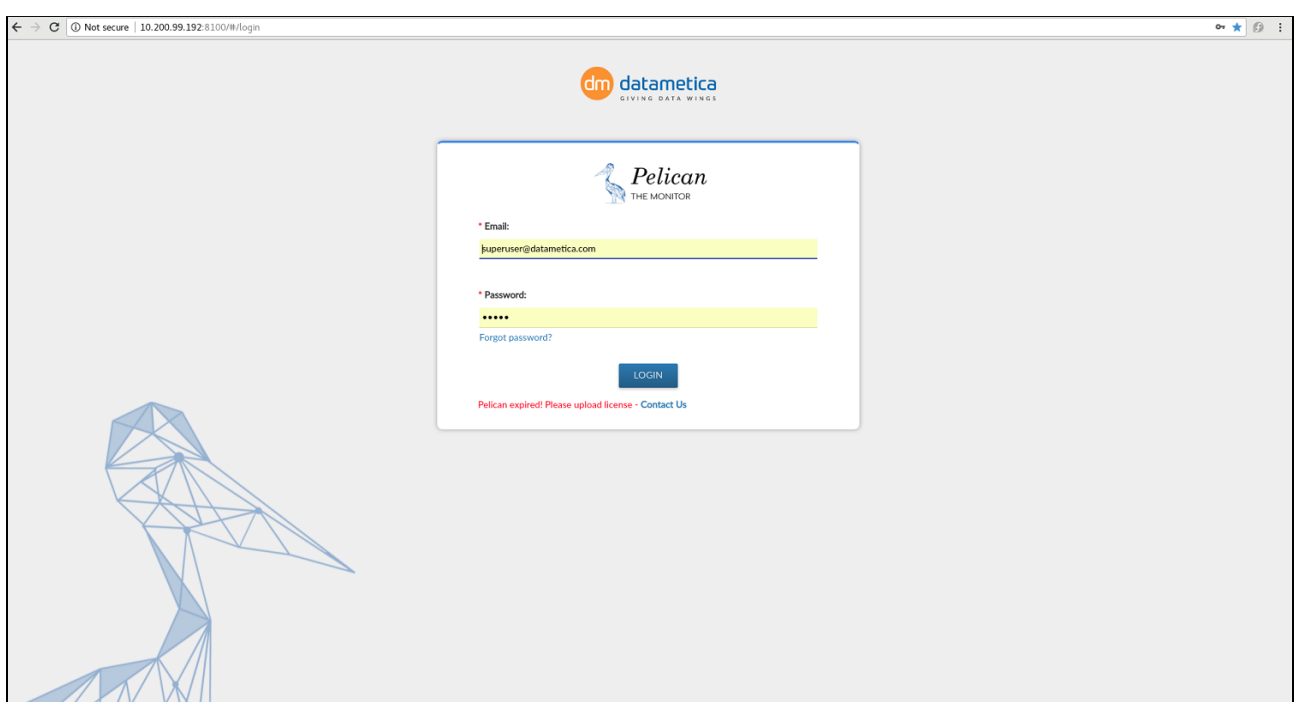 Not secure | 10.200.99.192:8100/#/login
dm datametica
GIVING DATA WINGS
Pelican
THE MONITOR
* Email:
superuser@datametica.com
* Password:
•••••
Forgot password?
LOGIN
Pelican expired! Please upload license - Contact Us